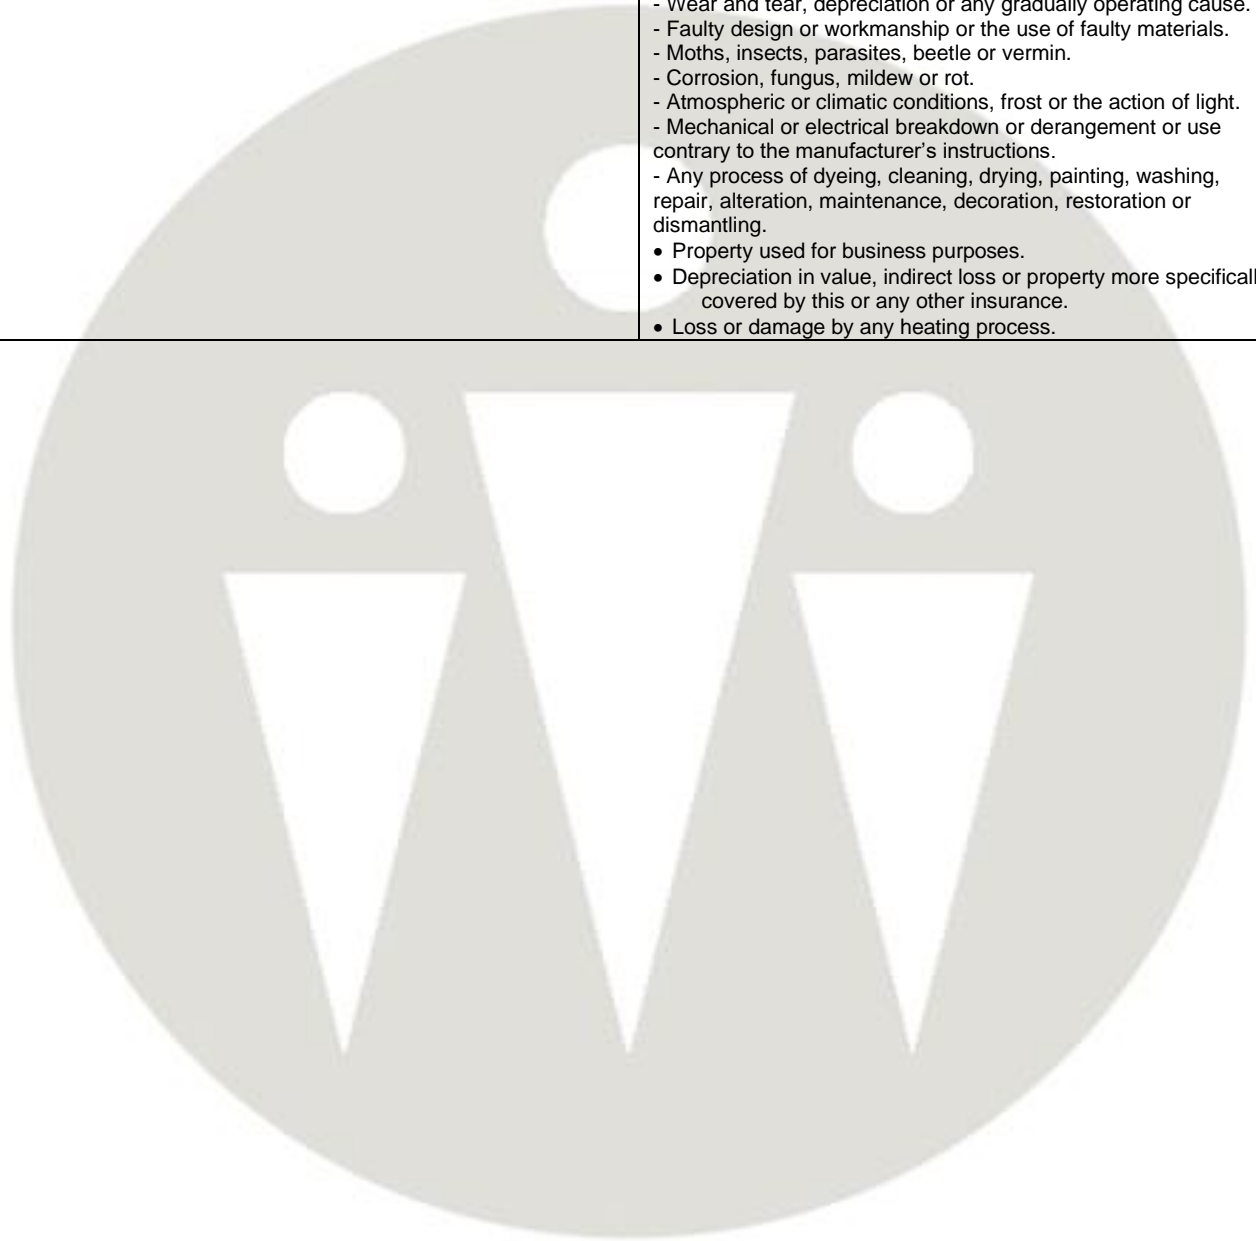 - Wear and tear, depreciation or any gradually operating cause.
- Faulty design or workmanship or the use of faulty materials.
- Moths, insects, parasites, beetle or vermin.
- Corrosion, fungus, mildew or rot.
- Atmospheric or climatic conditions, frost or the action of light.
- Mechanical or electrical breakdown or derangement or use
contrary to the manufacturer’s instructions.
- Any process of dyeing, cleaning, drying, painting, washing,
repair, alteration, maintenance, decoration, restoration or
dismantling.
• Property used for business purposes.
• Depreciation in value, indirect loss or property more specificall
covered by this or any other insurance.
• Loss or damage by any heating process.